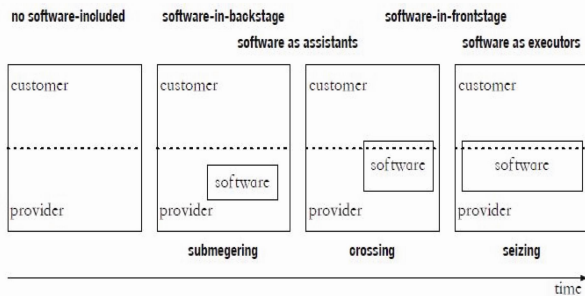 no software-included software-in-backstage software-in-frontstage
software as assistants software as executors
customer customer customer customer
software software
software
provider provider provider provider
submegering orossing seizing
time